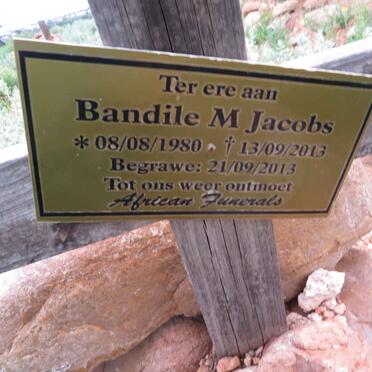 Ter ere aan
Bandile M Jacobs
* 08/08/1980 . † 13/09/2013
Begrawe: 21/09/2013
Tot ons weer ontmoet
African Funerals